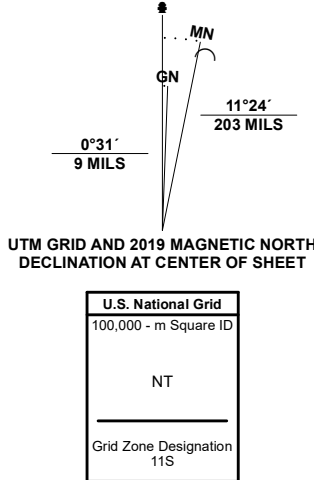 MN
GN
11°24´
203 MILS
0°31´
9 MILS
UTM GRID AND 2019 MAGNETIC NORTH
DECLINATION AT CENTER OF SHEET
U.S. National Grid
100,000 - m Square ID
NT
Grid Zone Designation
11S